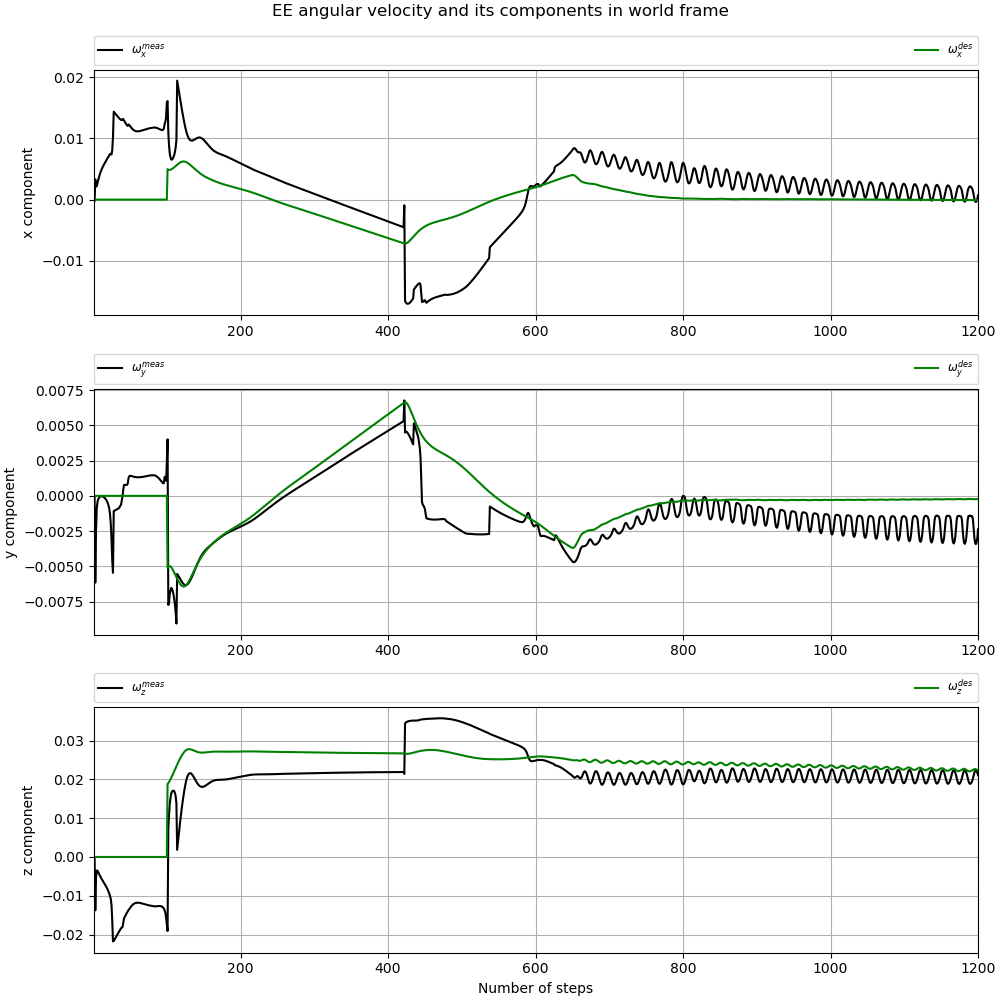 EE angular velocity and its components in world frame
ω_x^meas ω_x^des
0.02
0.01
0.00
−0.01
x component
200 400 600 800 1000 1200
ω_y^meas ω_y^des
0.0075
0.0050
0.0025
0.0000
−0.0025
−0.0050
−0.0075
y component
200 400 600 800 1000 1200
ω_z^meas ω_z^des
0.03
0.02
0.01
0.00
−0.01
−0.02
z component
200 400 600 800 1000 1200
Number of steps